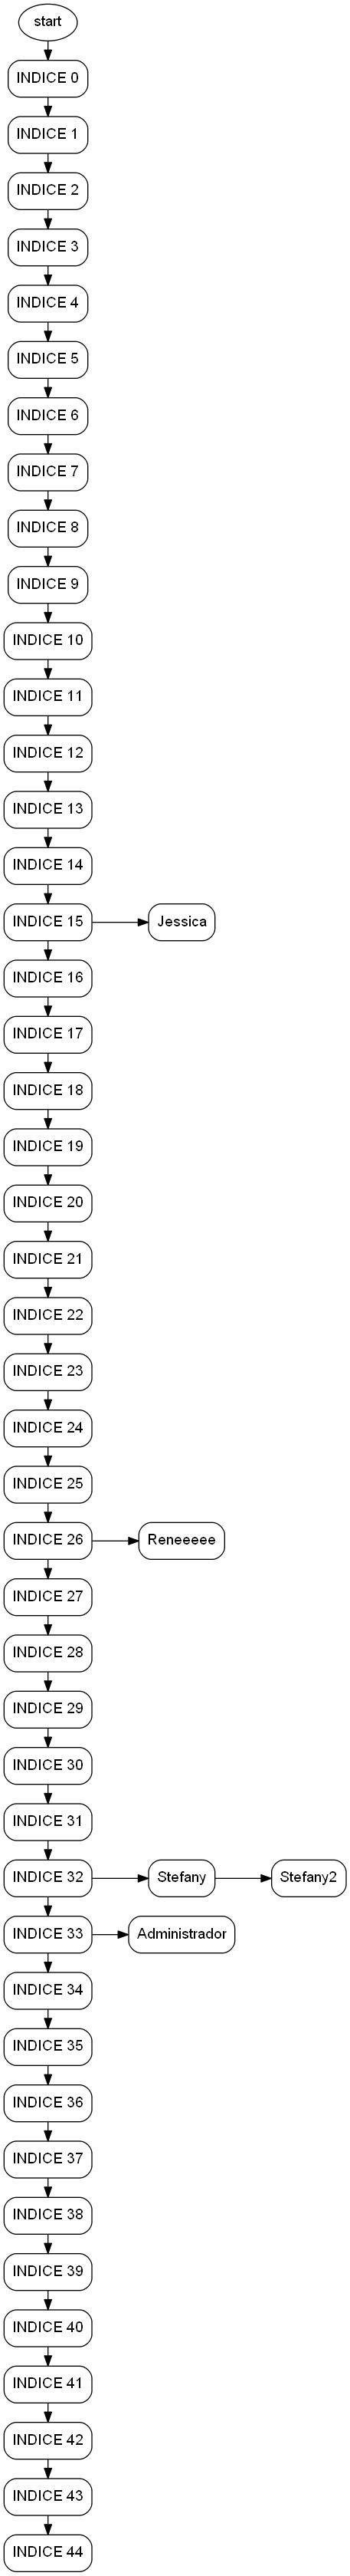 start
INDICE 0
INDICE 1
INDICE 2
INDICE 3
INDICE 4
INDICE 5
INDICE 6
INDICE 7
INDICE 8
INDICE 9
INDICE 10
INDICE 11
INDICE 12
INDICE 13
INDICE 14
INDICE 15 Jessica
INDICE 16
INDICE 17
INDICE 18
INDICE 19
INDICE 20
INDICE 21
INDICE 22
INDICE 23
INDICE 24
INDICE 25
INDICE 26 Reneeeee
INDICE 27
INDICE 28
INDICE 29
INDICE 30
INDICE 31
INDICE 32 Stefany Stefany2
INDICE 33 Administrador
INDICE 34
INDICE 35
INDICE 36
INDICE 37
INDICE 38
INDICE 39
INDICE 40
INDICE 41
INDICE 42
INDICE 43
INDICE 44